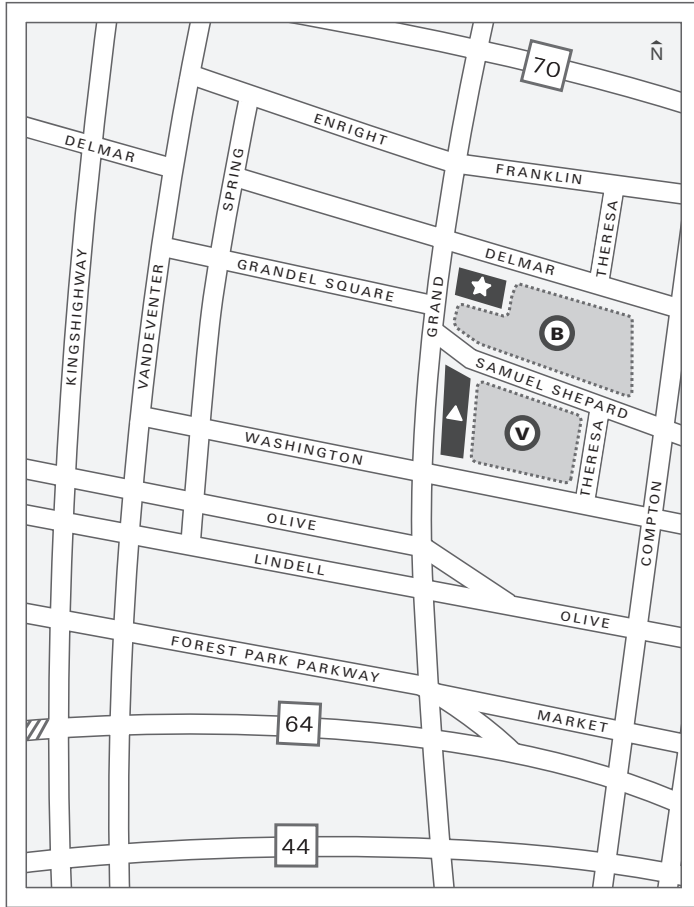 N
70
ENRIGHT
DELMAR
FRANKLIN
SPRING
THERESA
DELMAR
GRANDEL SQUARE
GRAND
KINGSHIGHWAY
VANDEVENTER
B
SAMUEL SHEPARD
V
THERESA
WASHINGTON
COMPTON
OLIVE
LINDELL
OLIVE
FOREST PARK PARKWAY
MARKET
64
44